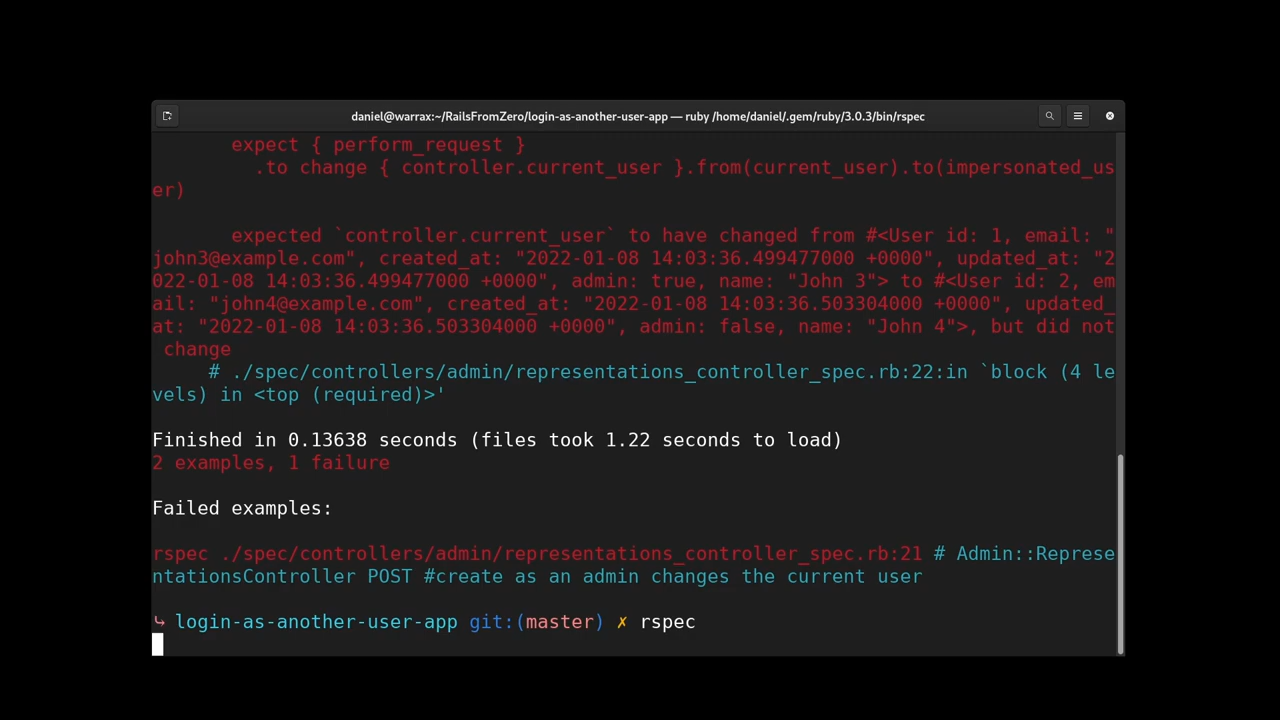 daniel@warrax:~/RailsFromZero/login-as-another-user-app — ruby /home/daniel/.gem/ruby/3.0.3/bin/rspec
expect { perform_request }
.to change { controller.current_user }.from(current_user).to(impersonated_us
er)
expected `controller.current_user` to have changed from #<User id: 1, email: "
john3@example.com", created_at: "2022-01-08 14:03:36.499477000 +0000", updated_at: "2
022-01-08 14:03:36.499477000 +0000", admin: true, name: "John 3"> to #<User id: 2, em
ail: "john4@example.com", created_at: "2022-01-08 14:03:36.503304000 +0000", updated_
at: "2022-01-08 14:03:36.503304000 +0000", admin: false, name: "John 4">, but did not
change
# ./spec/controllers/admin/representations_controller_spec.rb:22:in `block (4 le
vels) in <top (required)>'
Finished in 0.13638 seconds (files took 1.22 seconds to load)
2 examples, 1 failure
Failed examples:
rspec ./spec/controllers/admin/representations_controller_spec.rb:21 # Admin::Represe
ntationsController POST #create as an admin changes the current user
↪ login-as-another-user-app git:(master) ✗ rspec